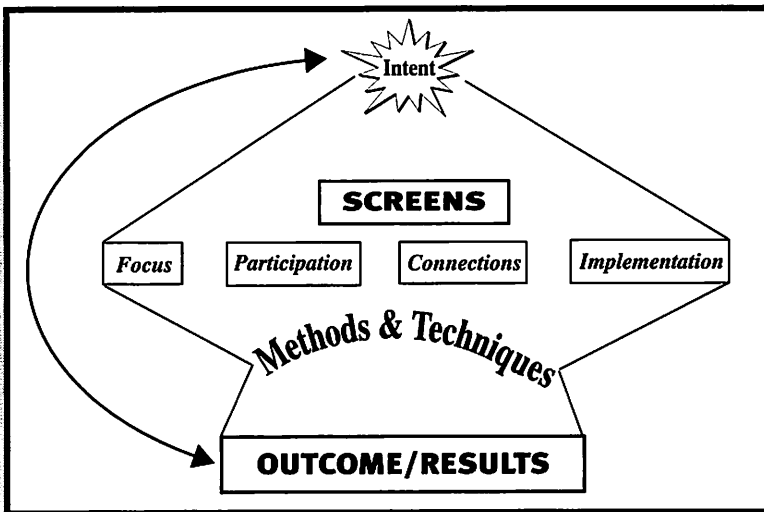 Intent
SCREENS
Focus Participation Connections Implementation
Methods & Techniques
OUTCOME/RESULTS